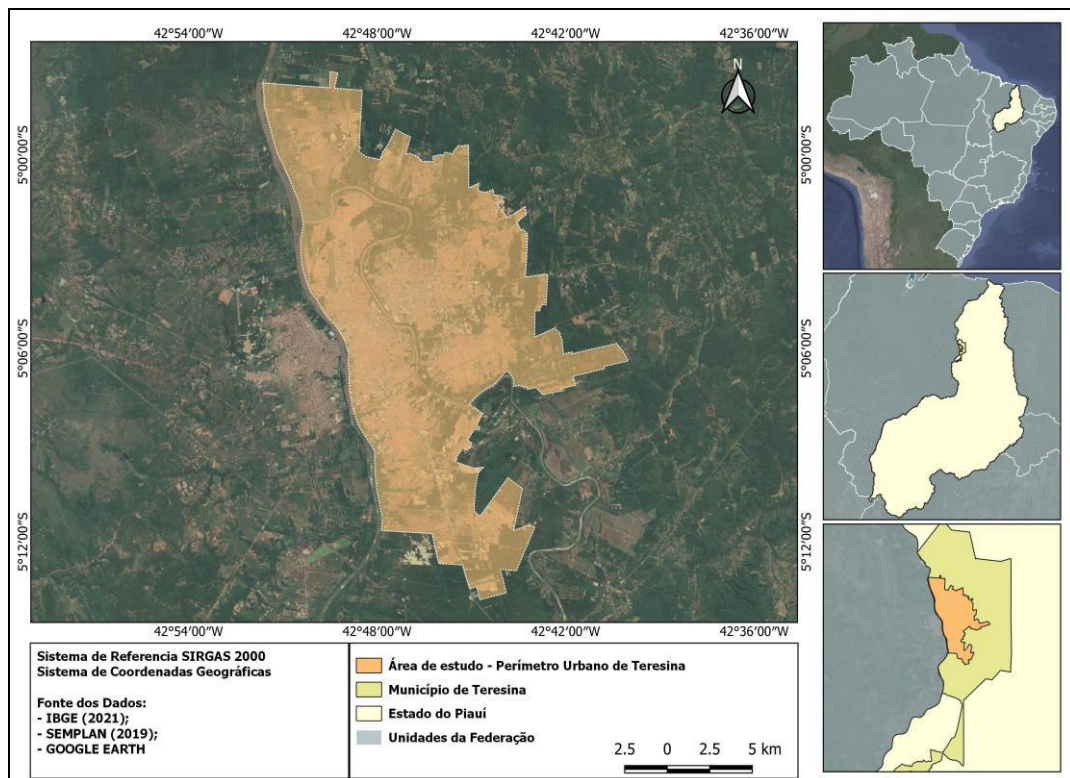 42°54'00"W 42°48'00"W 42°42'00"W 42°36'00"W
N
5°00'00"S 5°00'00"S
5°06'00"S 5°06'00"S
5°12'00"S 5°12'00"S
42°54'00"W 42°48'00"W 42°42'00"W 42°36'00"W
Sistema de Referencia SIRGAS 2000
Sistema de Coordenadas Geográficas
Fonte dos Dados:
- IBGE (2021);
- SEMPLAN (2019);
- GOOGLE EARTH
Área de estudo - Perímetro Urbano de Teresina
Município de Teresina
Estado do Piauí
Unidades da Federação
2.5 0 2.5 5 km